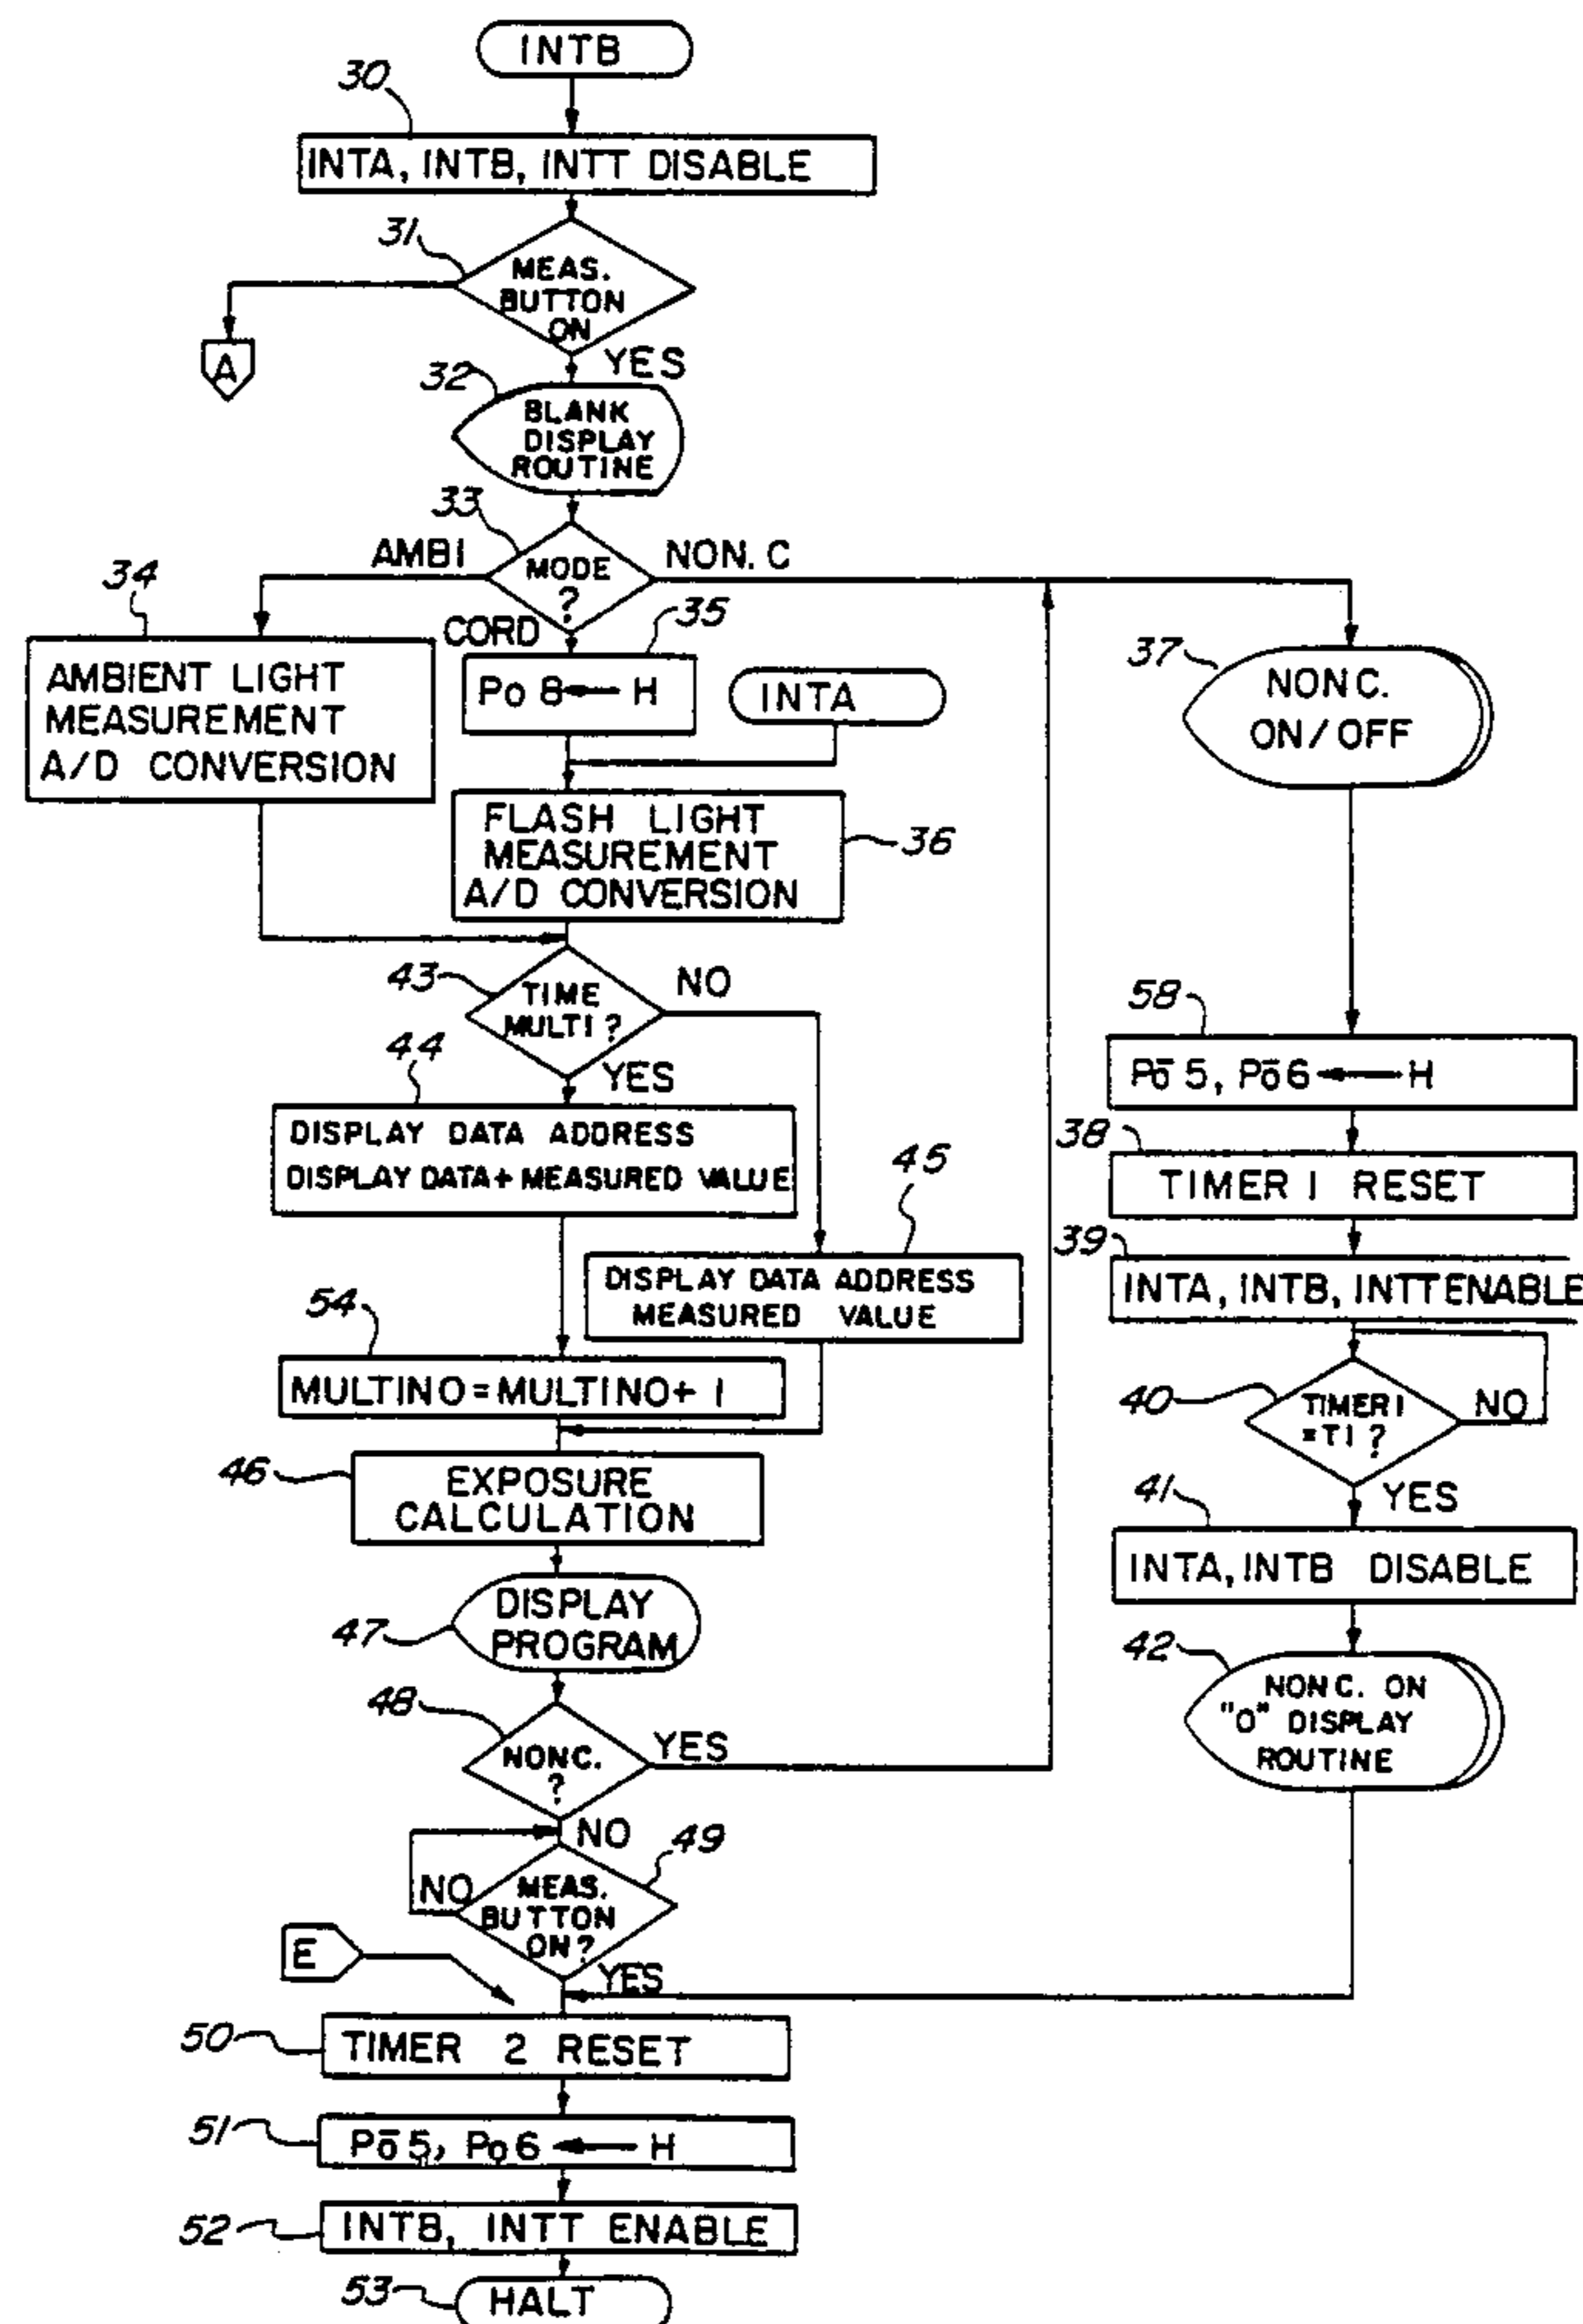 INTB
30
INTA, INTB, INTT DISABLE
31
MEAS.
BUTTON
ON
A
YES
32
BLANK
DISPLAY
ROUTINE
33
AMBI
MODE
?
NON. C
CORD
34
AMBIENT LIGHT
MEASUREMENT
A/D CONVERSION
35
Po 8 ← H
INTA
37
NON C.
ON/OFF
FLASH LIGHT
MEASUREMENT
A/D CONVERSION
36
43
TIME
MULTI ?
NO
YES
58
Pō 5, Pō 6 ← H
44
DISPLAY DATA ADDRESS
DISPLAY DATA + MEASURED VALUE
38
TIMER 1 RESET
45
DISPLAY DATA ADDRESS
MEASURED VALUE
39
INTA, INTB, INTT ENABLE
54
MULTINO = MULTINO + 1
40
TIMER 1
= T1 ?
NO
YES
46
EXPOSURE
CALCULATION
41
INTA, INTB DISABLE
47
DISPLAY
PROGRAM
42
NON C. ON
"0" DISPLAY
ROUTINE
48
NON C.
?
YES
NO
49
NO
MEAS.
BUTTON
ON ?
E
YES
50
TIMER 2 RESET
51
Pō 5, Po 6 ← H
52
INTB, INTT ENABLE
53
HALT